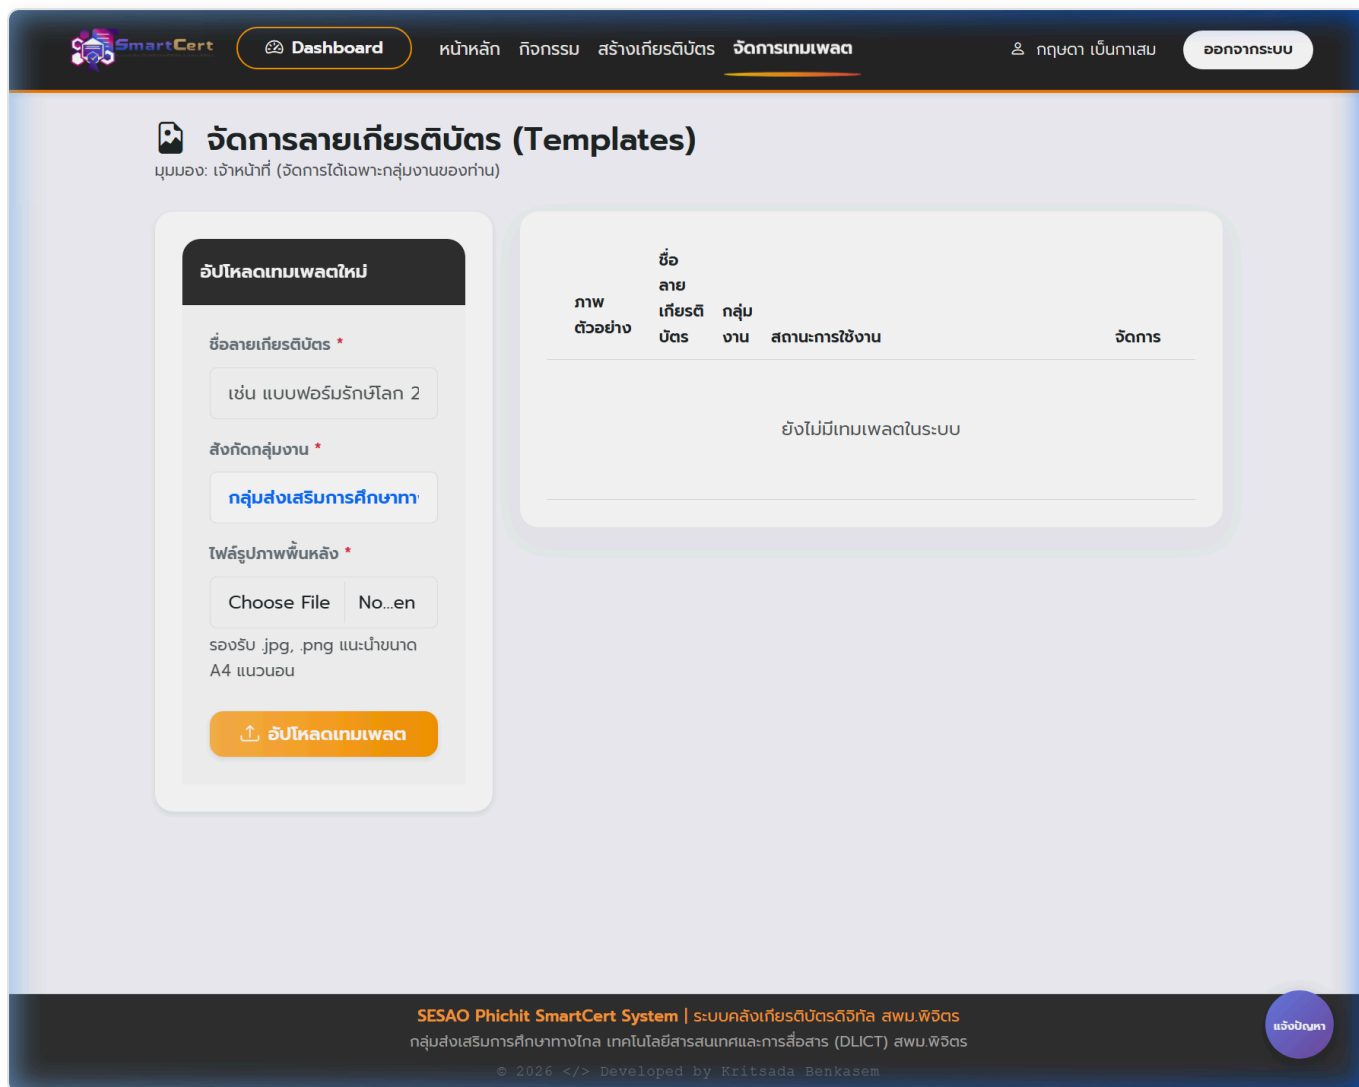 SmartCert
Dashboard
หน้าหลัก
กิจกรรม
สร้างเกียรติบัตร
จัดการเทมเพลต
กฤษดา เบ็นกาเสม
ออกจากระบบ
จัดการลายเกียรติบัตร (Templates)
มุมมอง: เจ้าหน้าที่ (จัดการได้เฉพาะกลุ่มงานของท่าน)
อัปโหลดเทมเพลตใหม่
ชื่อลายเกียรติบัตร *
เช่น แบบฟอร์มรักษ์โลก 2
สังกัดกลุ่มงาน *
กลุ่มส่งเสริมการศึกษาทา
ไฟล์รูปภาพพื้นหลัง *
Choose File No...en
รองรับ .jpg, .png แนะนำขนาด
A4 แนวนอน
อัปโหลดเทมเพลต
ภาพ
ตัวอย่าง
ชื่อ
ลาย
เกียรติ
บัตร
กลุ่ม
งาน
สถานะการใช้งาน
จัดการ
ยังไม่มีเทมเพลตในระบบ
SESAO Phichit SmartCert System | ระบบคลังเกียรติบัตรดิจิทัล สพม.พิจิตร
กลุ่มส่งเสริมการศึกษาทางไกล เทคโนโลยีสารสนเทศและการสื่อสาร (DLICT) สพม.พิจิตร
© 2026 </> Developed by Kritsada Benkasem
แจ้งปัญหา